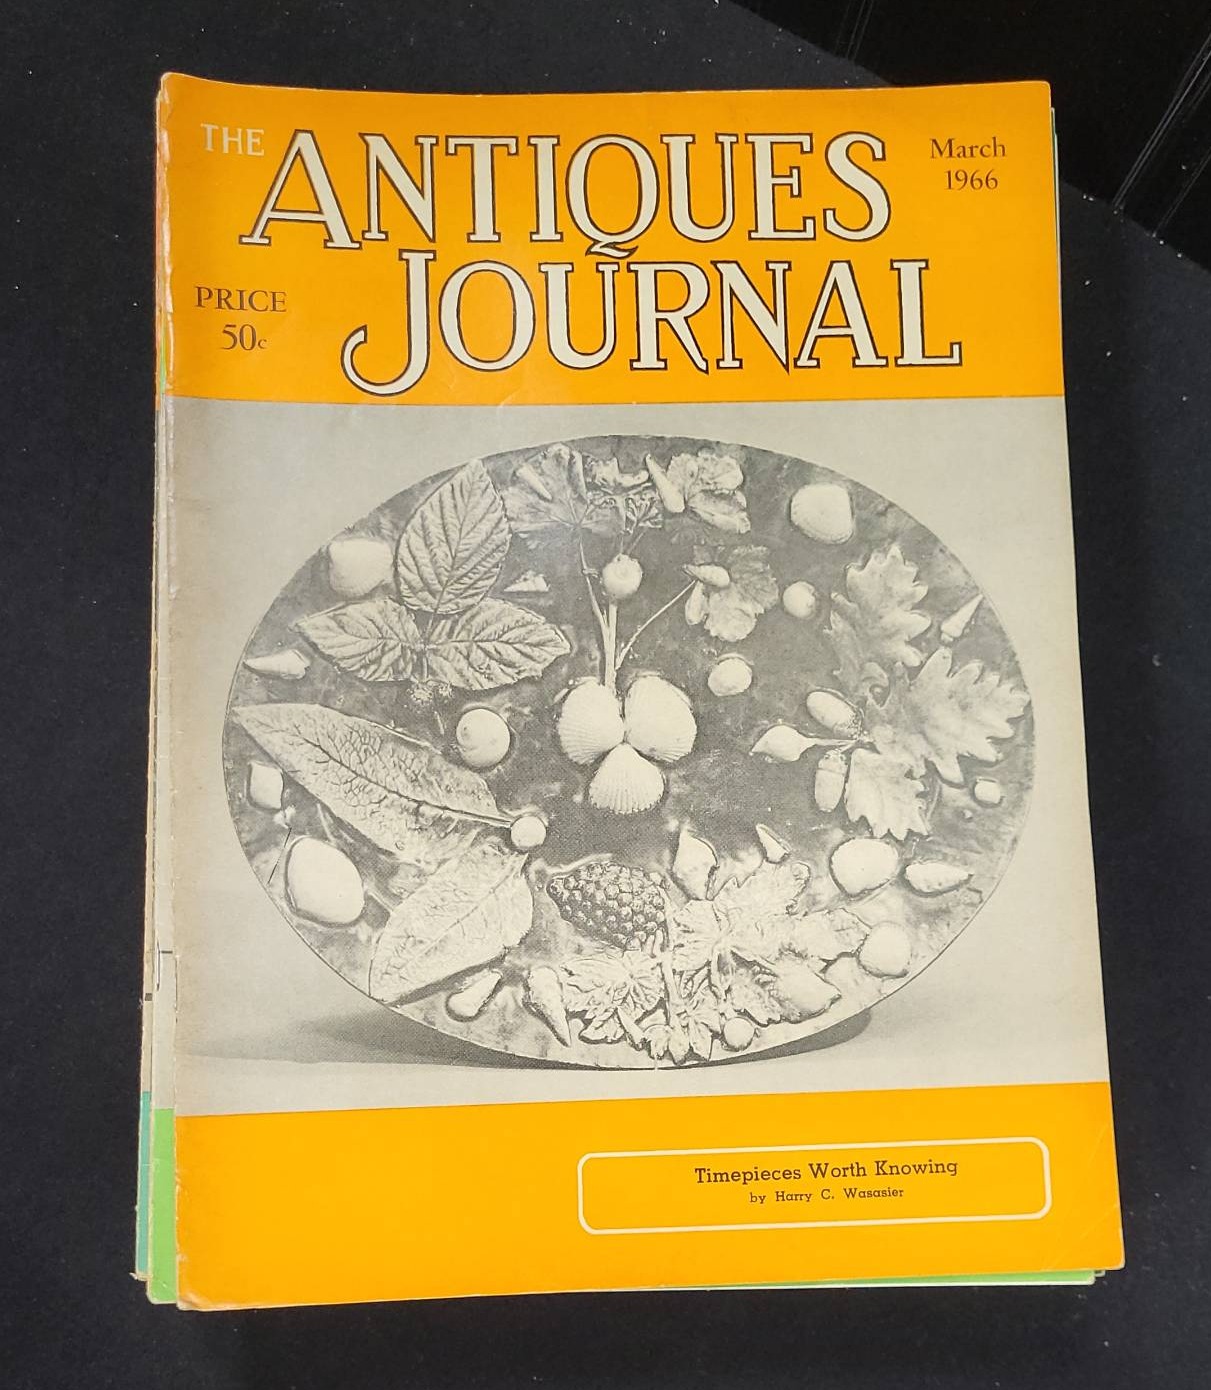 THE ANTIQUES
JOURNAL
March
1966
PRICE
50c
Timepieces Worth Knowing
by Harry C. Wasasier